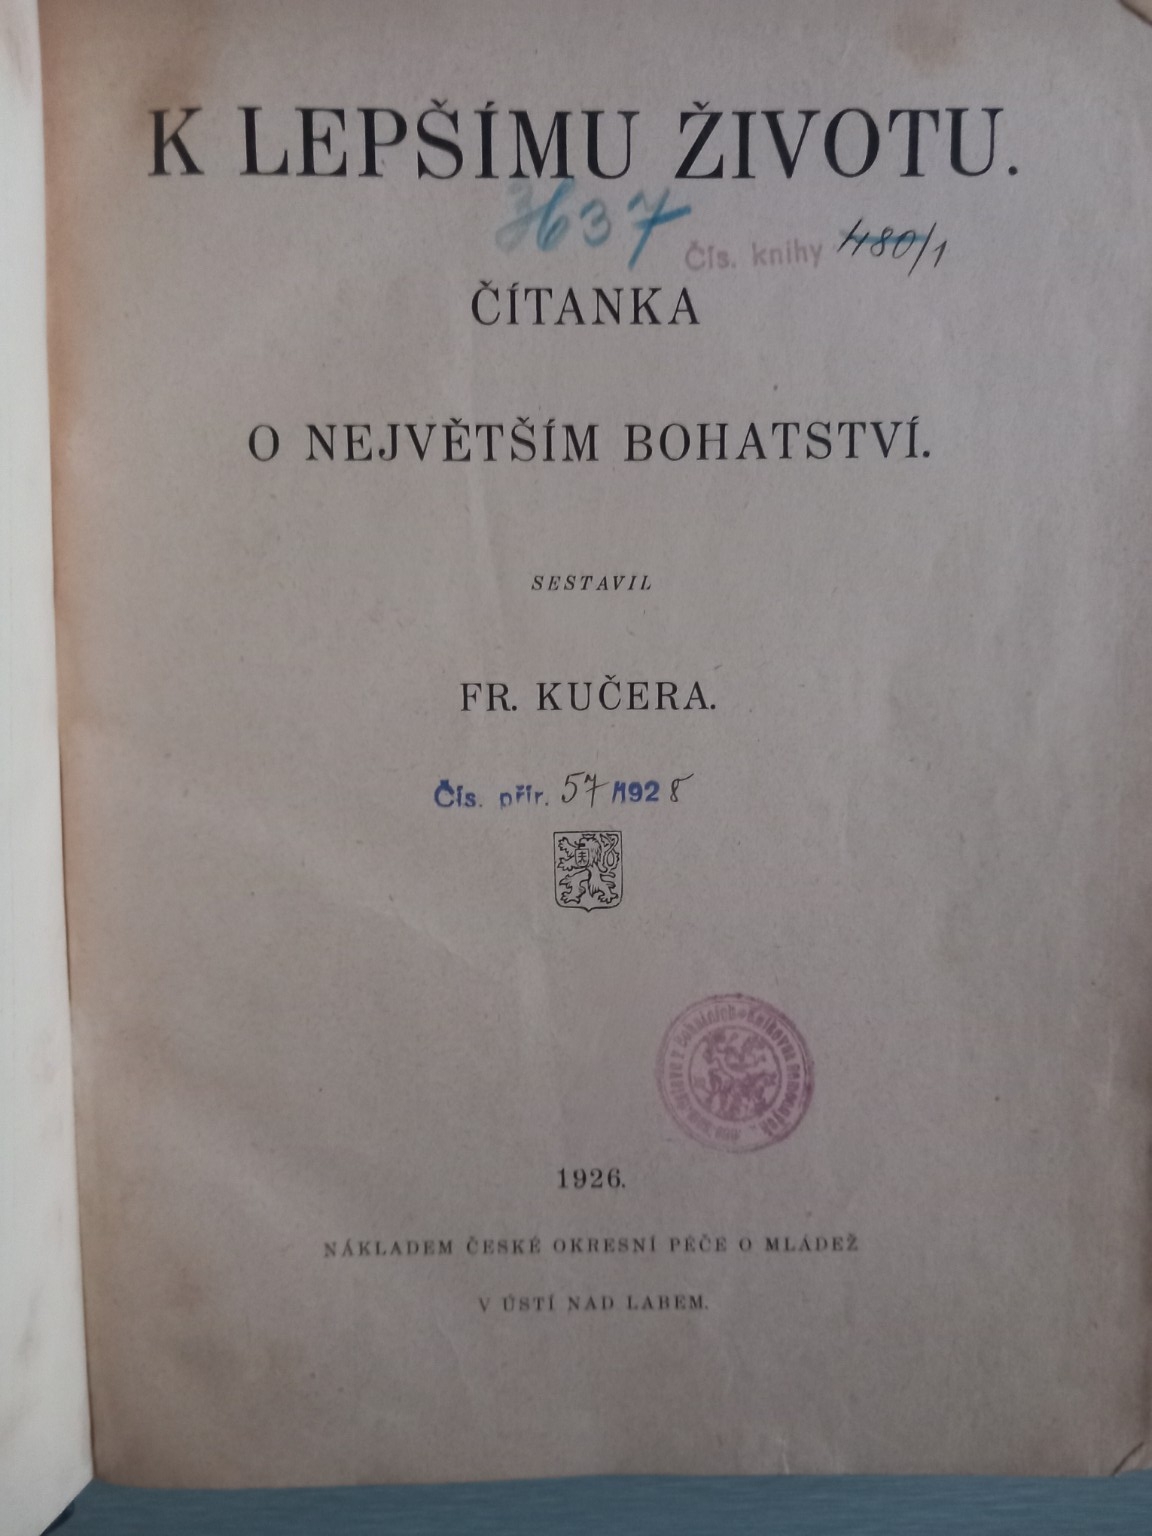 K LEPŠÍMU ŽIVOTU.
3637
Čís. knihy 480/1
ČÍTANKA
O NEJVĚTŠÍM BOHATSTVÍ.
SESTAVIL
FR. KUČERA.
Čís. přír. 57/1928
1926.
NÁKLADEM ČESKÉ OKRESNÍ PÉČE O MLÁDEŽ
V ÚSTÍ NAD LABEM.